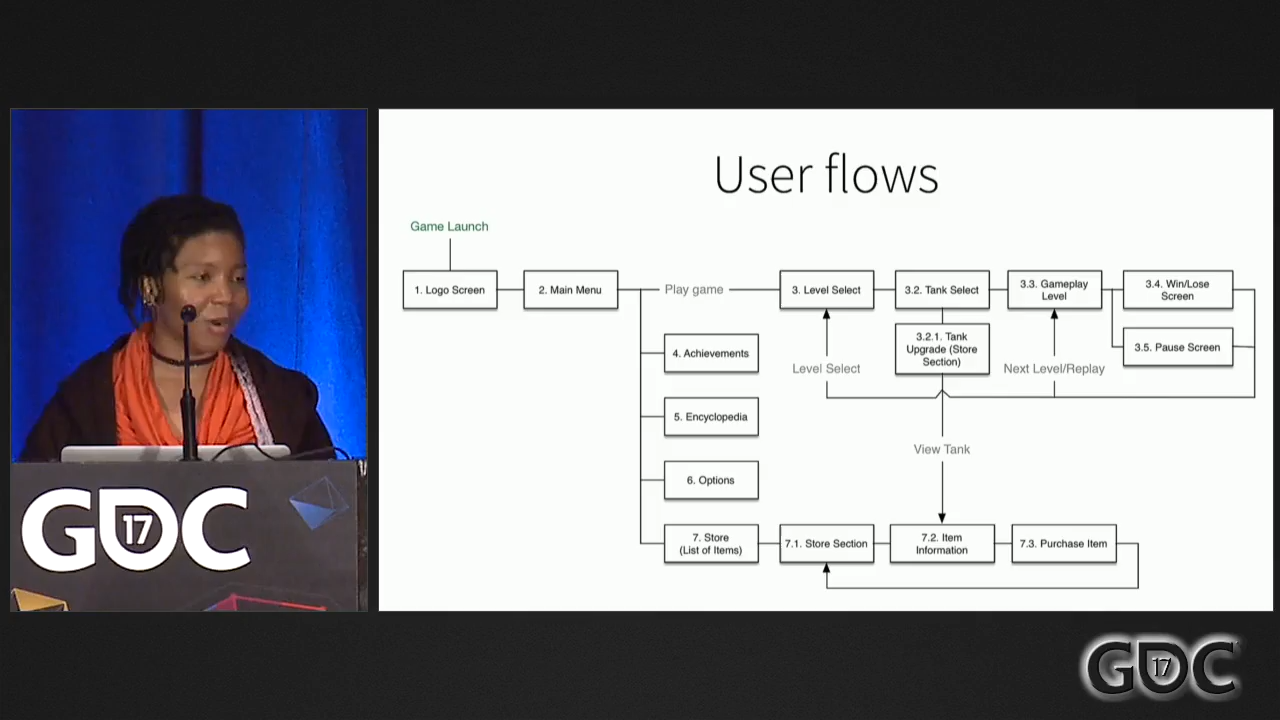 User flows
Game Launch
1. Logo Screen
2. Main Menu
Play game
3. Level Select
3.2. Tank Select
3.3. Gameplay
Level
3.4. Win/Lose
Screen
4. Achievements
3.2.1. Tank
Upgrade (Store
Section)
3.5. Pause Screen
Level Select
Next Level/Replay
5. Encyclopedia
View Tank
6. Options
7. Store
(List of Items)
7.1. Store Section
7.2. Item
Information
7.3. Purchase Item
GDC
17
GDC
17